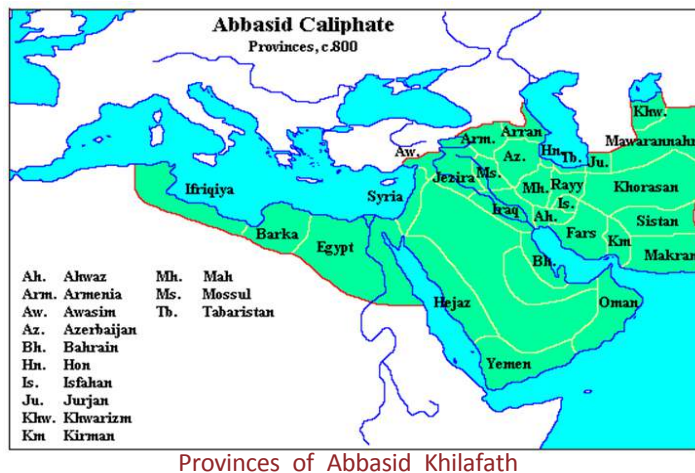 Abbasid Caliphate
Provinces, c.800
Khw.
Mawarannahr
Arran
Arm.
Aw.
Az.
Hn.
Tb.
Ju.
Jezira
Ms.
Mh.
Rayy
Khorasan
Ifriqiya
Syria
Is.
Iraq
Ah.
Sistan
Barka
Fars
Egypt
Km
Makran
Bh.
Hejaz
Oman
Yemen
Ah. Ahwaz
Arm. Armenia
Aw. Awasim
Az. Azerbaijan
Bh. Bahrain
Hn. Hon
Is. Isfahan
Ju. Jurjan
Khw. Khwarizm
Km Kirman
Mh. Mah
Ms. Mossul
Tb. Tabaristan
Provinces of Abbasid Khilafath